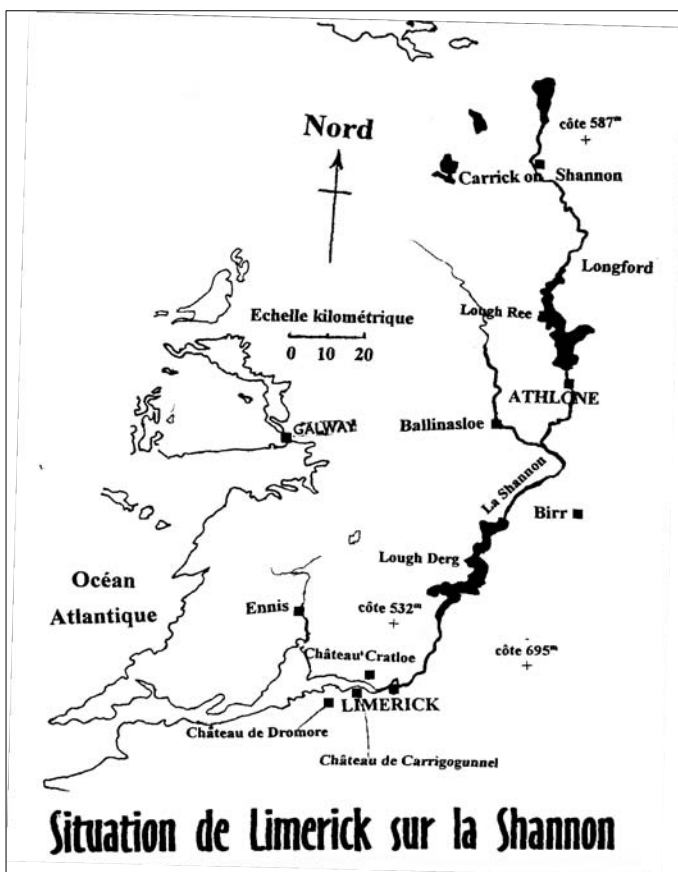 Nord
côte 587m
Carrick on Shannon
Longford
Echelle kilométrique
0 10 20
Lough Ree
ATHLONE
GALWAY
Ballinasloe
La Shannon
Birr
Lough Derg
Océan
Atlantique
Ennis
côte 532m
côte 695m
Château Cratloe
LIMERICK
Château de Dromore
Château de Carrigogunnel
Situation de Limerick sur la Shannon